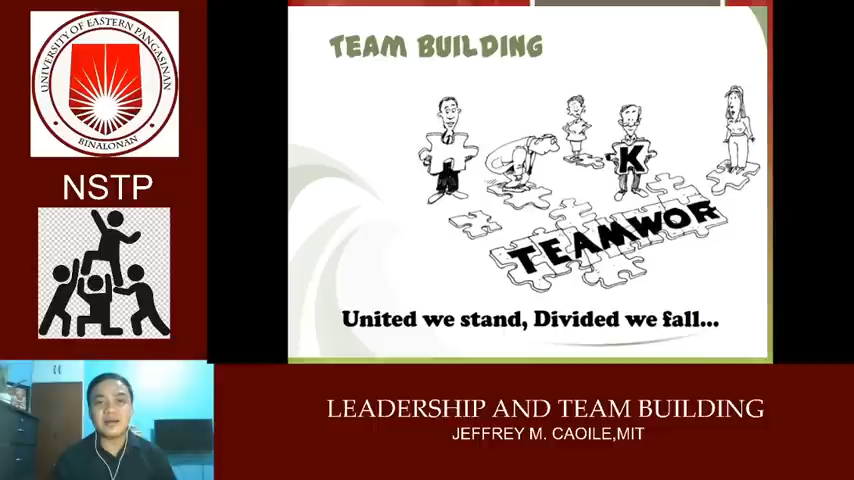 UNIVERSITY OF EASTERN PANGASINAN
BINALONAN
NSTP
TEAM BUILDING
K
TEAMWOR
United we stand, Divided we fall...
LEADERSHIP AND TEAM BUILDING
JEFFREY M. CAOILE,MIT